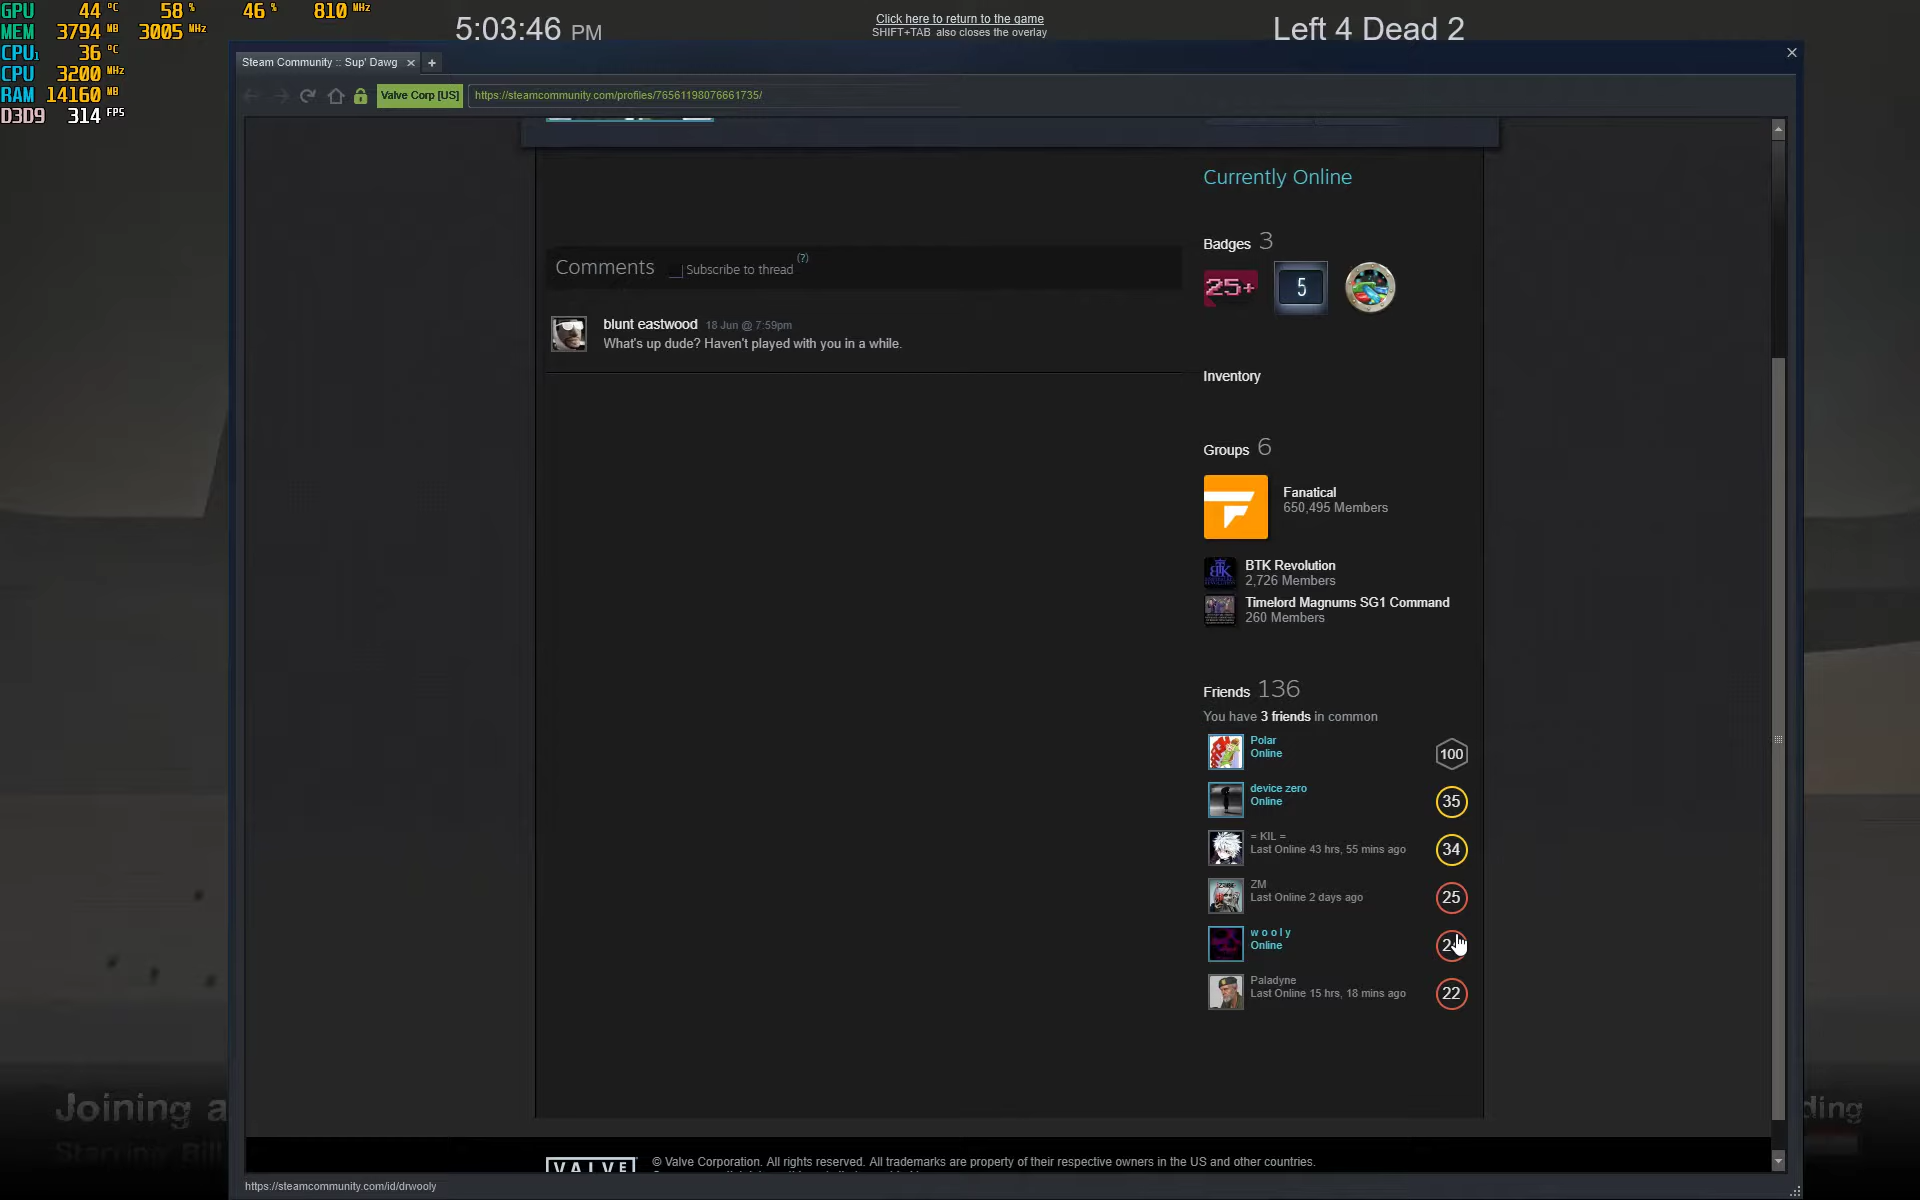 GPU 44 °C 58 % 46 % 810 MHz
MEM 3794 MB 3005 MHz
CPU1 36 °C
CPU 3200 MHz
RAM 14160 MB
D3D9 314 FPS
5:03:46 PM
Click here to return to the game
SHIFT+TAB also closes the overlay
Left 4 Dead 2
Steam Community :: Sup' Dawg
Valve Corp [US]
https://steamcommunity.com/profiles/76561198076661735/
Currently Online
Badges 3
25+
5
Comments
Subscribe to thread (?)
blunt eastwood 18 Jun @ 7:59pm
What's up dude? Haven't played with you in a while.
Inventory
Groups 6
Fanatical
650,495 Members
BTK
BTK Revolution
2,726 Members
Timelord Magnums SG1 Command
260 Members
Friends 136
You have 3 friends in common
Polar
Online
100
device zero
Online
35
= KIL =
Last Online 43 hrs, 55 mins ago
34
ZM
Last Online 2 days ago
25
w o o l y
Online
Paladyne
Last Online 15 hrs, 18 mins ago
22
Joining a
Starring: Bill
VALVE
© Valve Corporation. All rights reserved. All trademarks are property of their respective owners in the US and other countries.
https://steamcommunity.com/id/drwooly